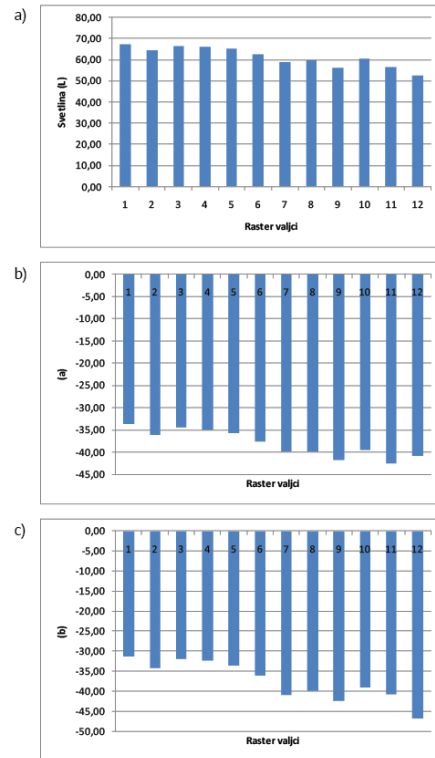 a)
80,00
70,00
60,00
50,00
40,00
30,00
20,00
10,00
0,00
Svetlina (L)
1 2 3 4 5 6 7 8 9 10 11 12
Raster valjci
b)
0,00
1 2 3 4 5 6 7 8 9 10 11 12
-5,00
-10,00
-15,00
-20,00
-25,00
-30,00
-35,00
-40,00
-45,00
(a)
Raster valjci
c)
0,00
1 2 3 4 5 6 7 8 9 10 11 12
-5,00
-10,00
-15,00
-20,00
-25,00
-30,00
-35,00
-40,00
-45,00
-50,00
(b)
Raster valjci